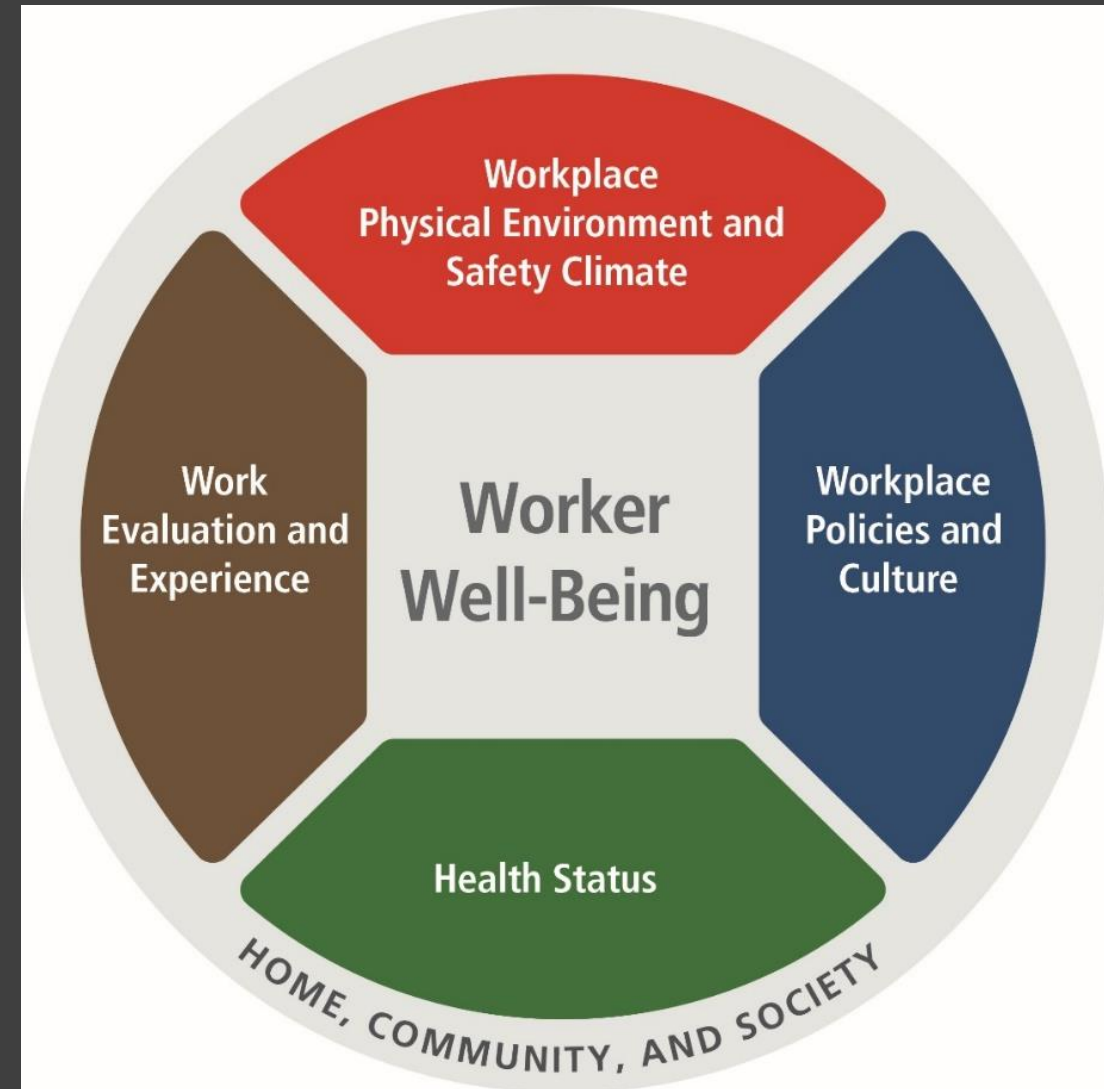 Workplace
Physical Environment and
Safety Climate
Work
Evaluation and
Experience
Worker
Well-Being
Workplace
Policies and
Culture
Health Status
HOME, COMMUNITY, AND SOCIETY